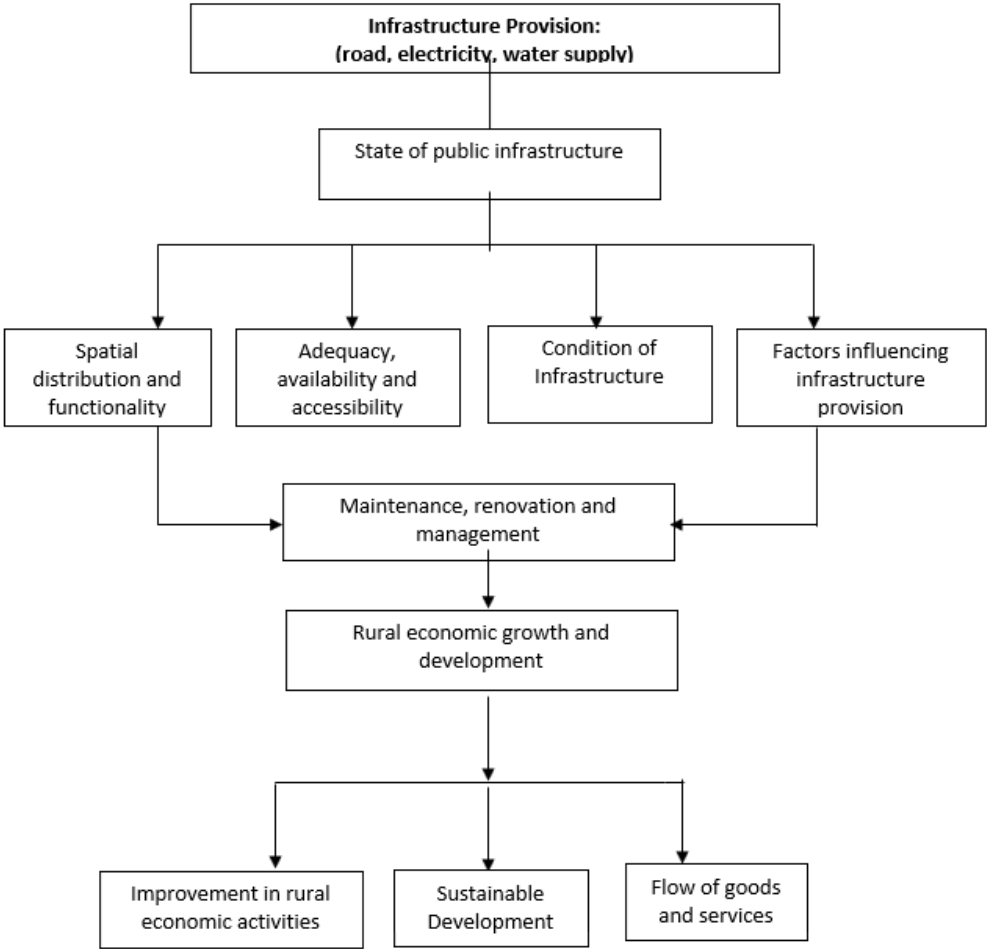 Infrastructure Provision:
(road, electricity, water supply)
State of public infrastructure
Spatial
distribution and
functionality
Adequacy,
availability and
accessibility
Condition of
Infrastructure
Factors influencing
infrastructure
provision
Maintenance, renovation and
management
Rural economic growth and
development
Improvement in rural
economic activities
Sustainable
Development
Flow of goods
and services